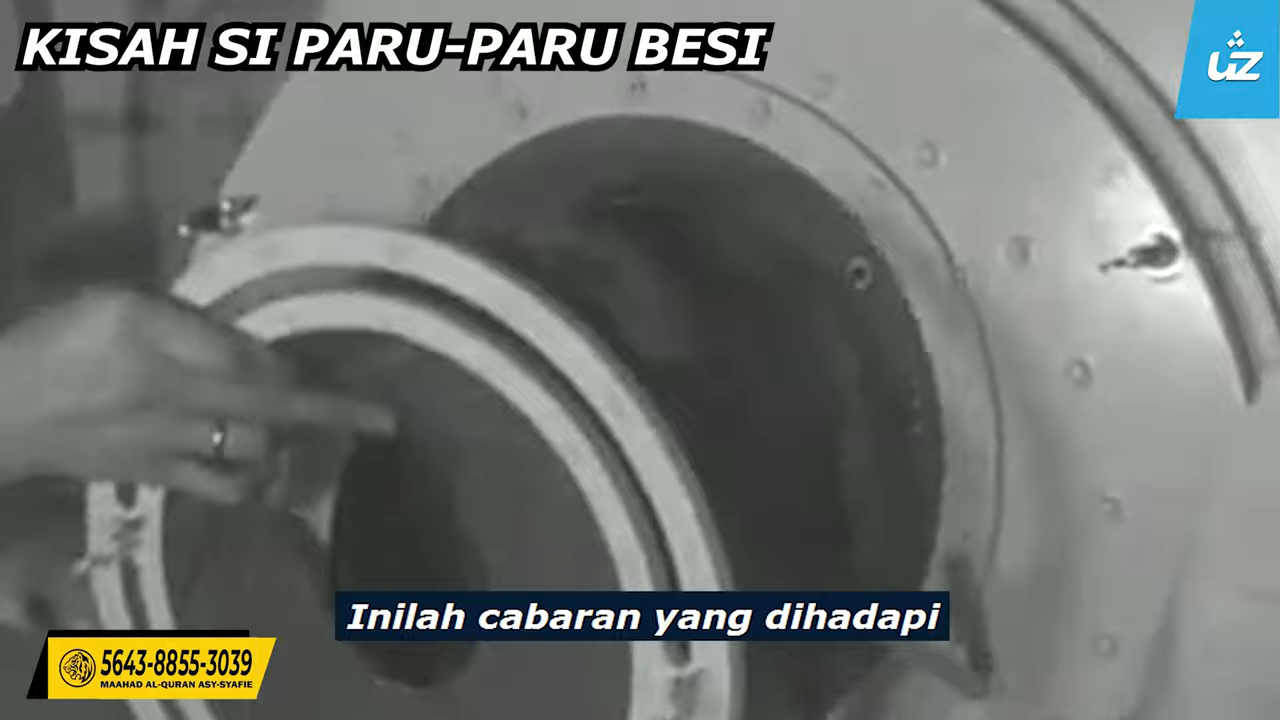 KISAH SI PARU-PARU BESI
uz
Inilah cabaran yang dihadapi
5643-8855-3039
MAAHAD AL-QURAN ASY-SYAFIE